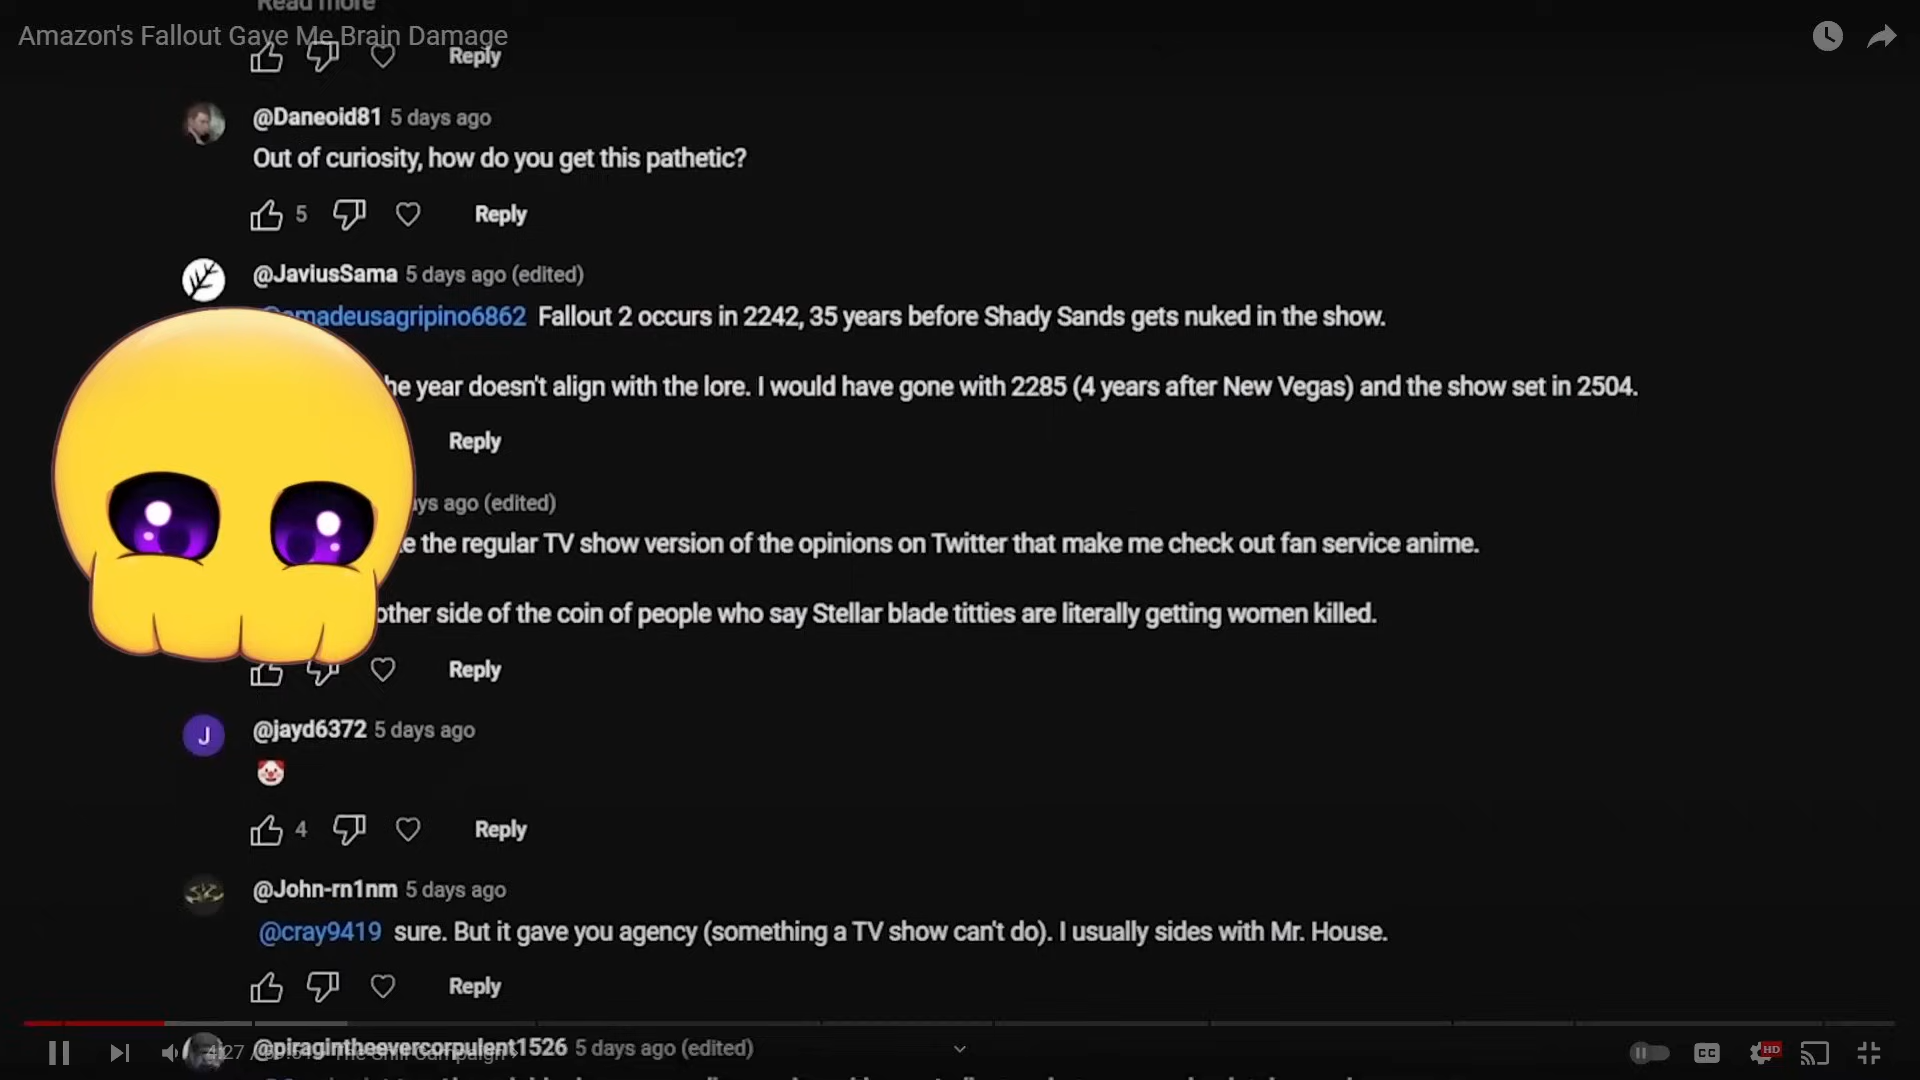 Read more
Amazon's Fallout Gave Me Brain Damage
Reply
@Daneoid81 5 days ago
Out of curiosity, how do you get this pathetic?
5 Reply
@JaviusSama 5 days ago (edited)
@amadeusagripino6862 Fallout 2 occurs in 2242, 35 years before Shady Sands gets nuked in the show.
he year doesn't align with the lore. I would have gone with 2285 (4 years after New Vegas) and the show set in 2504.
Reply
ys ago (edited)
e the regular TV show version of the opinions on Twitter that make me check out fan service anime.
other side of the coin of people who say Stellar blade titties are literally getting women killed.
Reply
J
@jayd6372 5 days ago
🤡
4 Reply
@John-rn1nm 5 days ago
@cray9419 sure. But it gave you agency (something a TV show can't do). I usually sides with Mr. House.
Reply
@piragintheevercorpulent1526 5 days ago (edited)
4:27
CC
HD